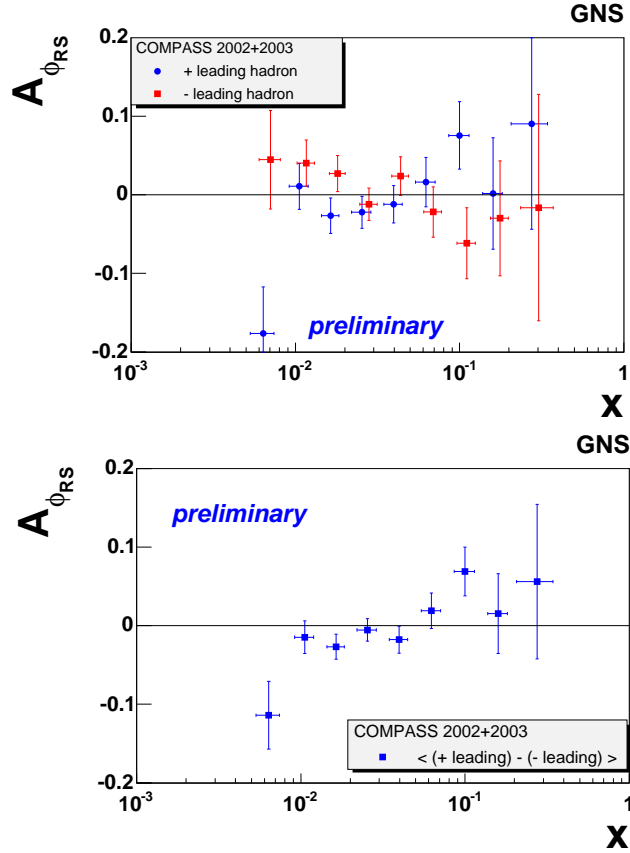 GNS
0.2
COMPASS 2002+2003
+ leading hadron
- leading hadron
0.1
0
-0.1
-0.2
A ϕRS
preliminary
10-3 10-2 10-1 1
x
GNS
0.2
preliminary
0.1
0
-0.1
-0.2
A ϕRS
COMPASS 2002+2003
< (+ leading) - (- leading) >
10-3 10-2 10-1 1
x